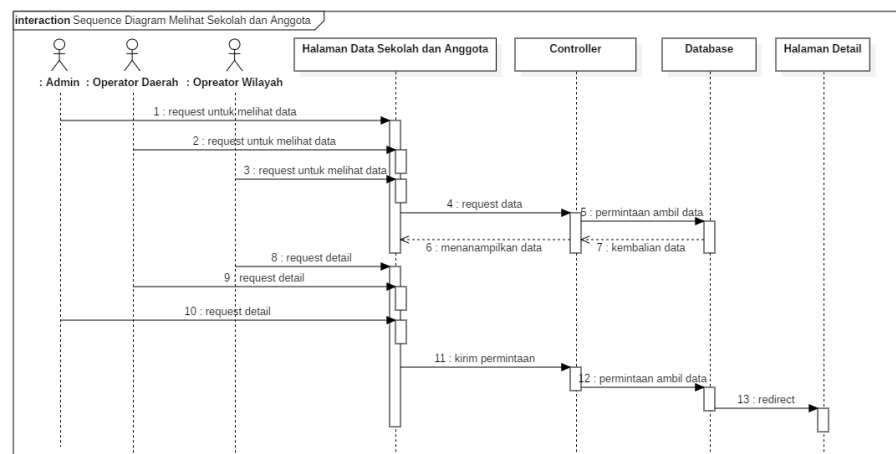 interaction Sequence Diagram Melihat Sekolah dan Anggota
Halaman Data Sekolah dan Anggota
Controller
Database
Halaman Detail
: Admin
: Operator Daerah
: Opreator Wilayah
1 : request untuk melihat data
2 : request untuk melihat data
3 : request untuk melihat data
4 : request data
5 : permintaan ambil data
6 : menanampilkan data
7 : kembalian data
8 : request detail
9 : request detail
10 : request detail
11 : kirim permintaan
12 : permintaan ambil data
13 : redirect